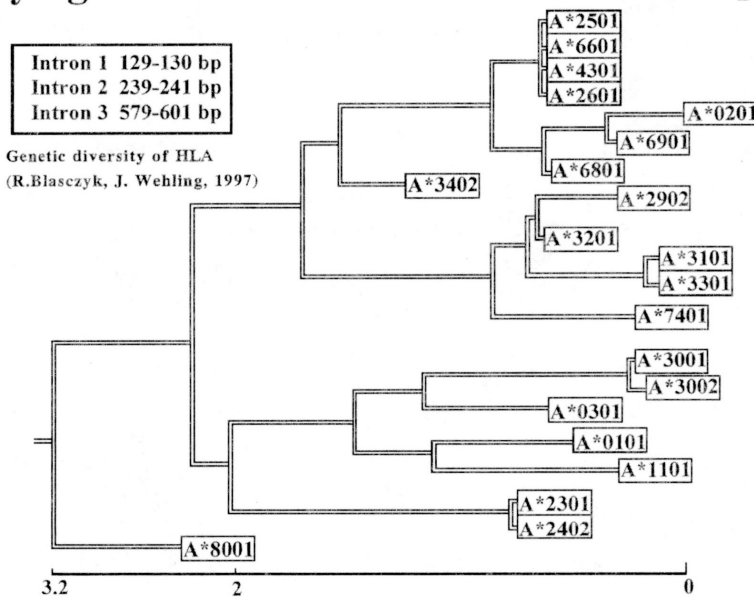 Intron 1 129-130 bp
Intron 2 239-241 bp
Intron 3 579-601 bp
Genetic diversity of HLA
(R.Blasczyk, J. Wehling, 1997)
A*2501
A*6601
A*4301
A*2601
A*0201
A*6901
A*6801
A*3402
A*2902
A*3201
A*3101
A*3301
A*7401
A*3001
A*3002
A*0301
A*0101
A*1101
A*2301
A*2402
A*8001
3.2 2 0